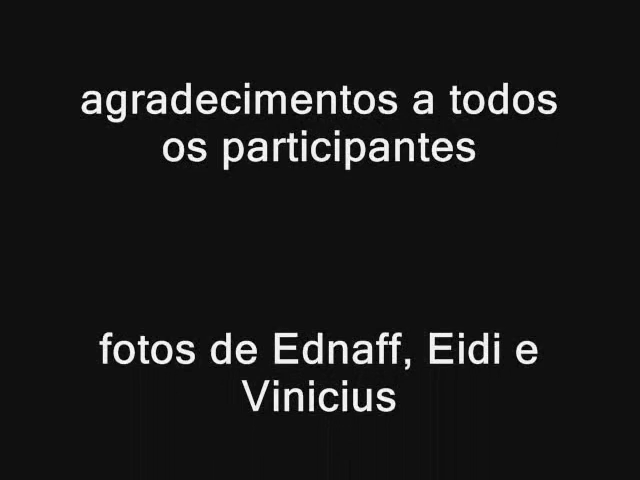 agradecimentos a todos
os participantes
fotos de Ednaff, Eidi e
Vinicius